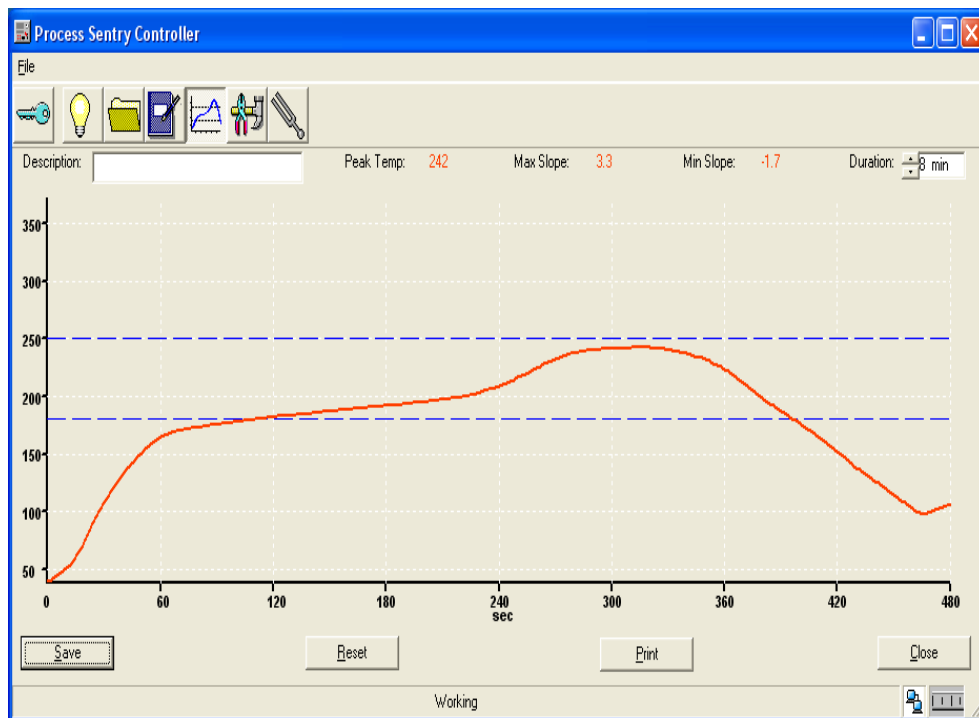 Process Sentry Controller
File
Description: Peak Temp: 242 Max Slope: 3.3 Min Slope: -1.7 Duration: 8 min
350
300
250
200
150
100
50
0 60 120 180 240 300 360 420 480
sec
Save Reset Print Close
Working